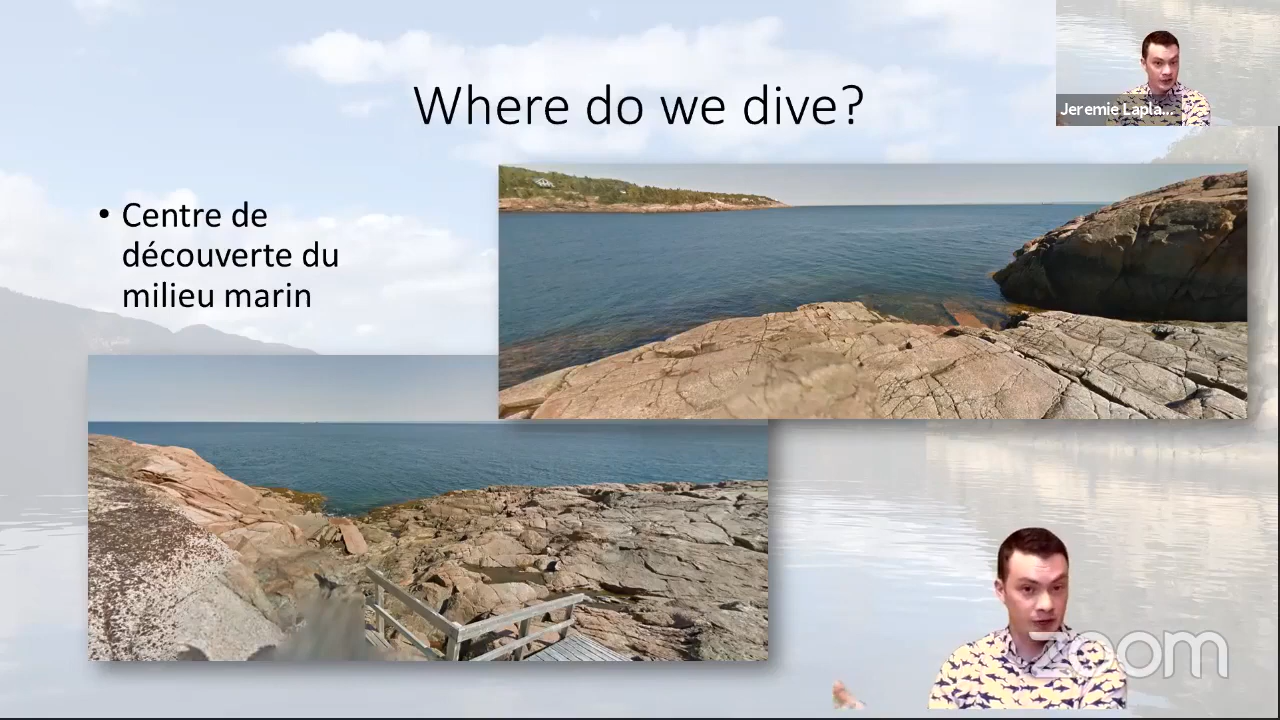 Where do we dive?
Jeremie Lapla...
• Centre de
découverte du
milieu marin
zoom